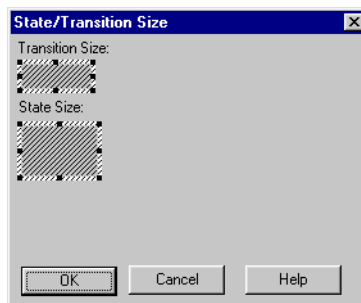 State/Transition Size
Transition Size:
State Size:
OK
Cancel
Help